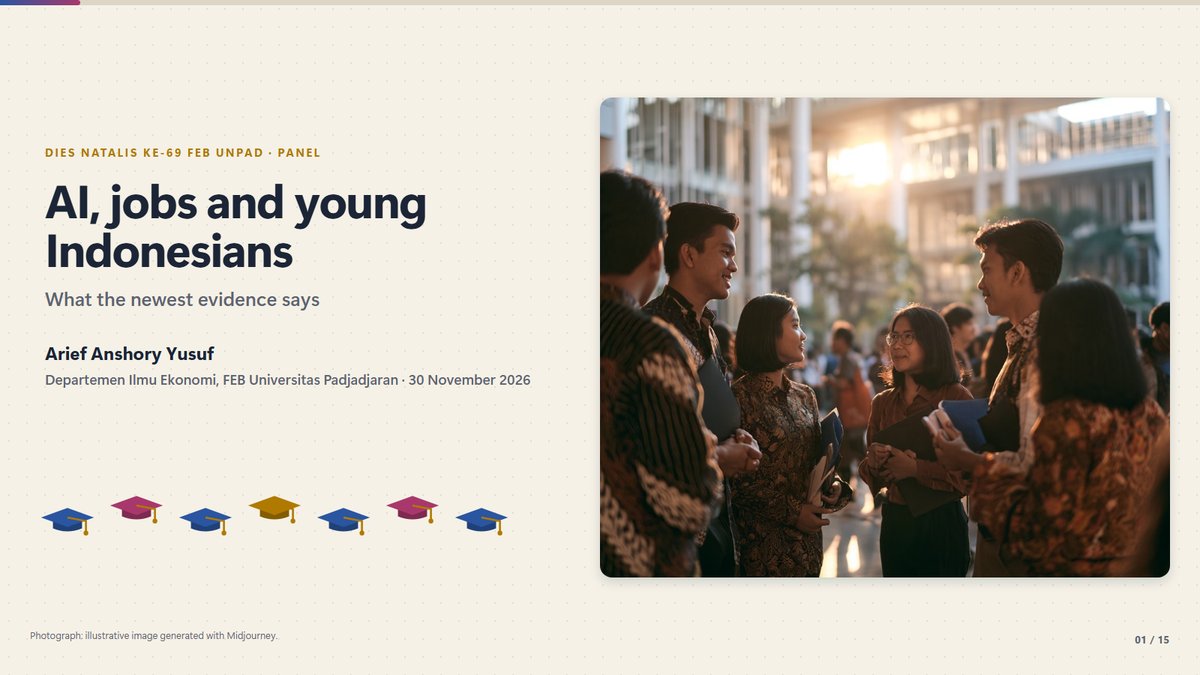 DIES NATALIS KE-69 FEB UNPAD · PANEL
AI, jobs and young
Indonesians
What the newest evidence says
Arief Anshory Yusuf
Departemen Ilmu Ekonomi, FEB Universitas Padjadjaran · 30 November 2026
Photograph: illustrative image generated with Midjourney.
01 / 15